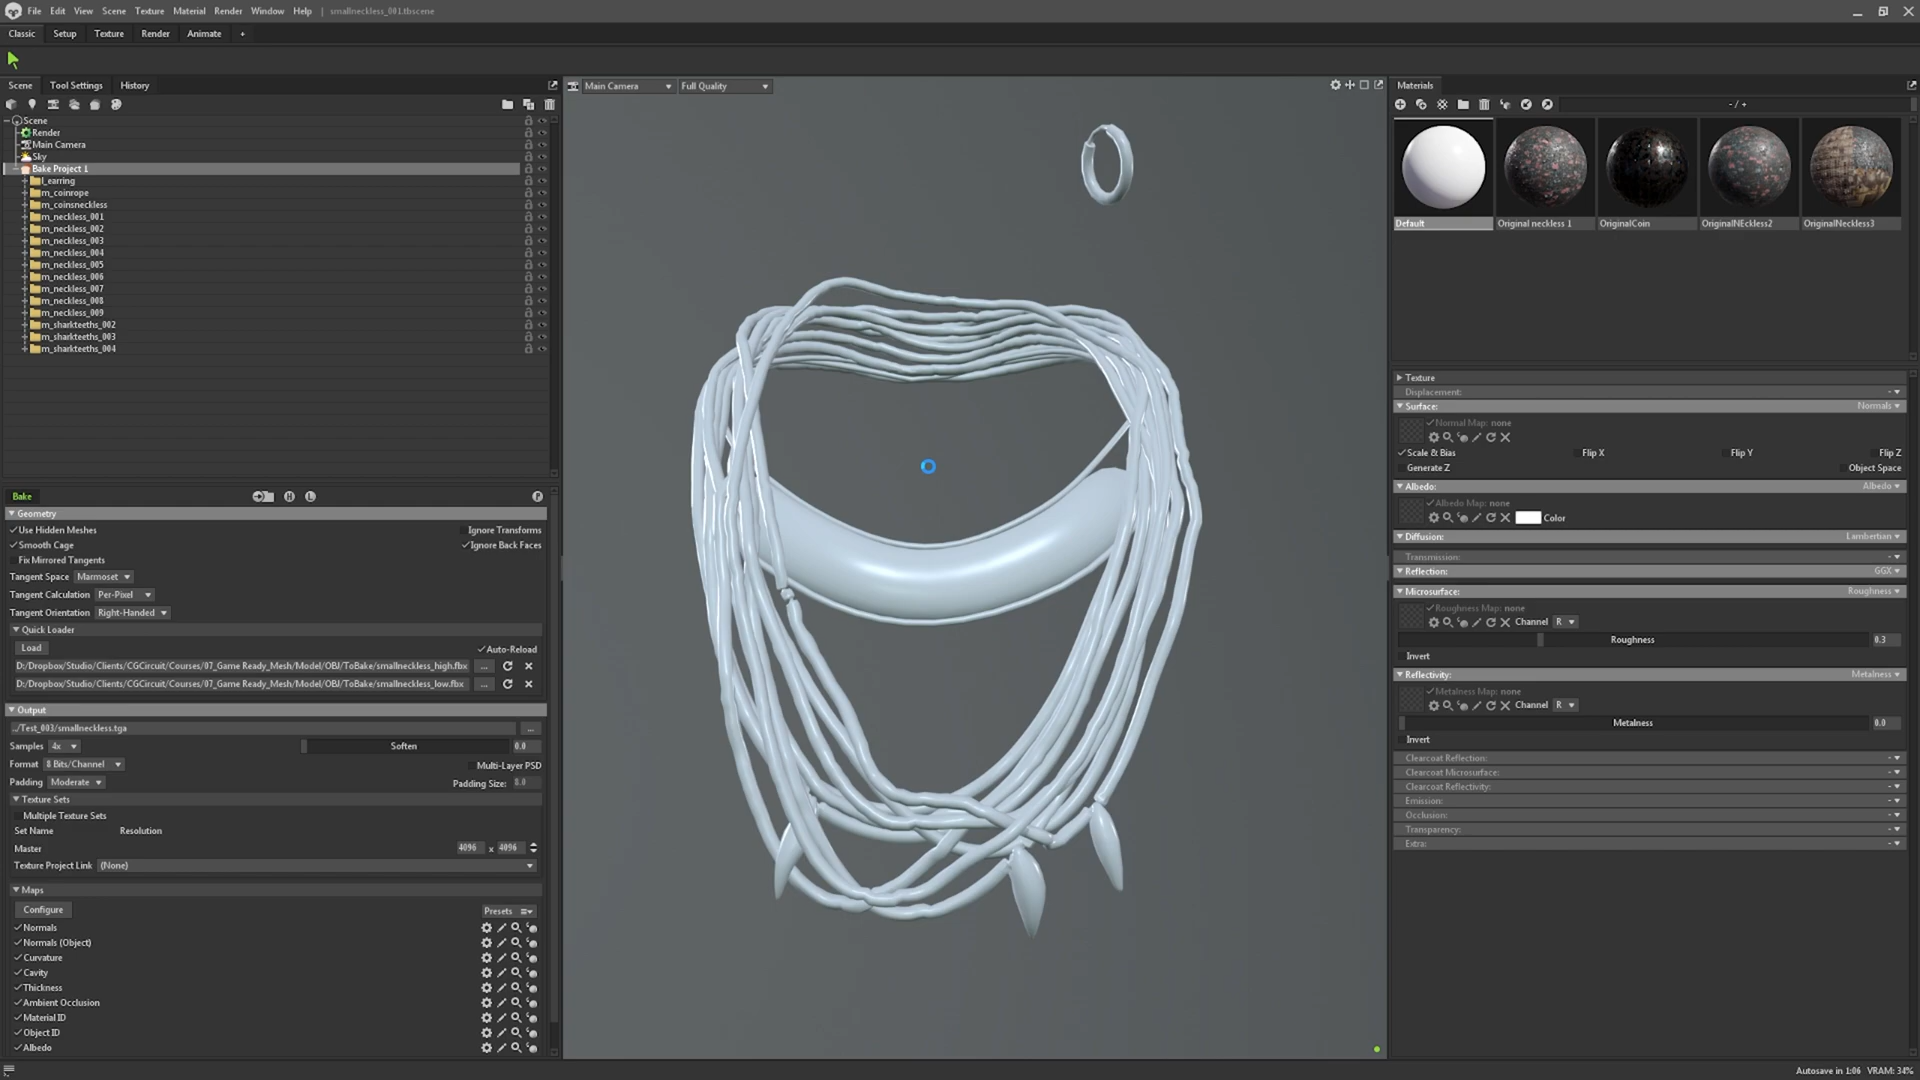 File Edit View Scene Texture Material Render Window Help | smallneckless_001.tbscene
Classic Setup Texture Render Animate +
Scene Tool Settings History
Main Camera Full Quality
Materials
- / +
Scene
Render
Main Camera
Sky
Bake Project 1
l_earring
m_coinrope
m_coinsneckless
m_neckless_001
m_neckless_002
m_neckless_003
m_neckless_004
m_neckless_005
m_neckless_006
m_neckless_007
m_neckless_008
m_neckless_009
m_sharkteeths_002
m_sharkteeths_003
m_sharkteeths_004
Default Original neckless 1 OriginalCoin OriginalNEckless2 OriginalNeckless3
Bake H L P
Geometry
Use Hidden Meshes Ignore Transforms
Smooth Cage Ignore Back Faces
Fix Mirrored Tangents
Tangent Space Marmoset
Tangent Calculation Per-Pixel
Tangent Orientation Right-Handed
Quick Loader
Load Auto-Reload
D:/Dropbox/Studio/Clients/CGCircuit/Courses/07_Game Ready_Mesh/Model/OBJ/ToBake/smallneckless_high.fbx ...
D:/Dropbox/Studio/Clients/CGCircuit/Courses/07_Game Ready_Mesh/Model/OBJ/ToBake/smallneckless_low.fbx ...
Output
../Test_003/smallneckless.tga ...
Samples 4x Soften 0.0
Format 8 Bits/Channel Multi-Layer PSD
Padding Moderate Padding Size: 8.0
Texture Sets
Multiple Texture Sets
Set Name Resolution
Master 4096 x 4096
Texture Project Link (None)
Maps
Configure Presets
Normals
Normals (Object)
Curvature
Cavity
Thickness
Ambient Occlusion
Material ID
Object ID
Albedo
Texture
Displacement: -
Surface: Normals
Normal Map: none
Scale & Bias Flip X Flip Y Flip Z
Generate Z Object Space
Albedo: Albedo
Albedo Map: none
Color
Diffusion: Lambertian
Transmission: -
Reflection: GGX
Microsurface: Roughness
Roughness Map: none
Channel R
Roughness 0.3
Invert
Reflectivity: Metalness
Metalness Map: none
Channel R
Metalness 0.0
Invert
Clearcoat Reflection: -
Clearcoat Microsurface: -
Clearcoat Reflectivity: -
Emission: -
Occlusion: -
Transparency: -
Extra: -
Autosave in 1:06 VRAM: 34%